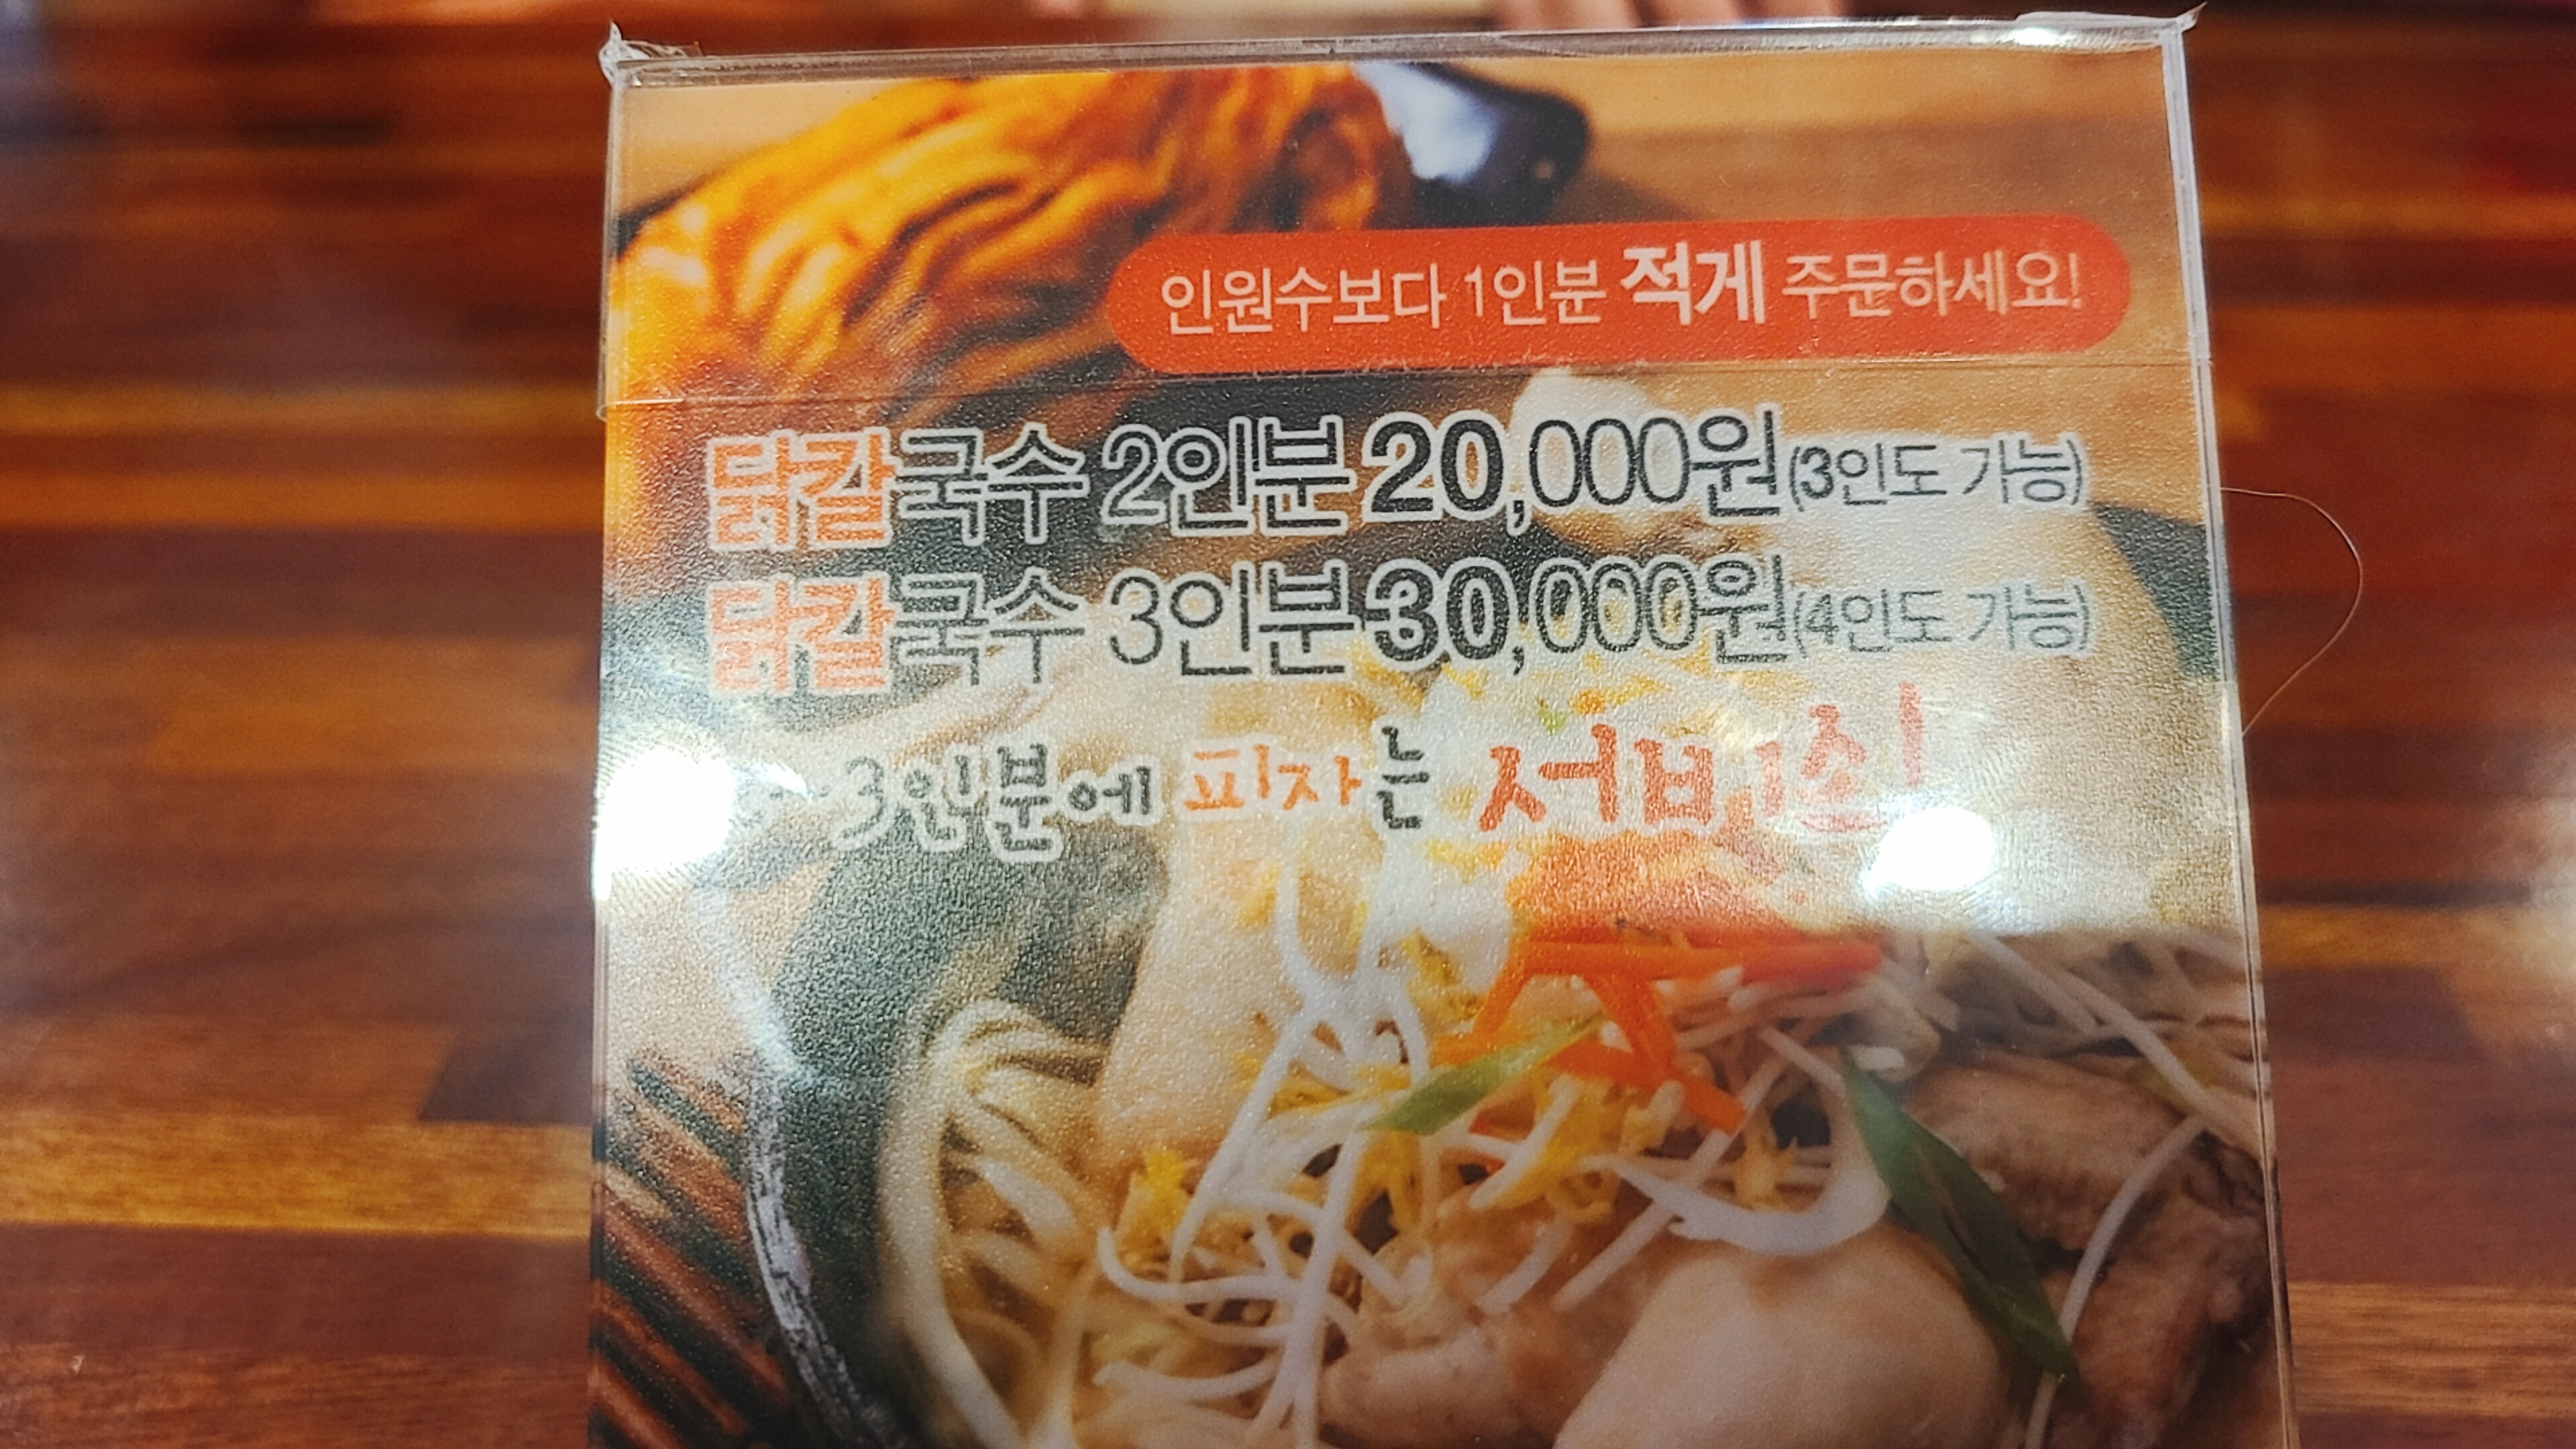 인원수보다 1인분 적게 주문하세요!
닭칼국수 2인분 20,000원(3인도 가능)
닭칼국수 3인분 30,000원(4인도 가능)
3인분에 피자는 서비스!